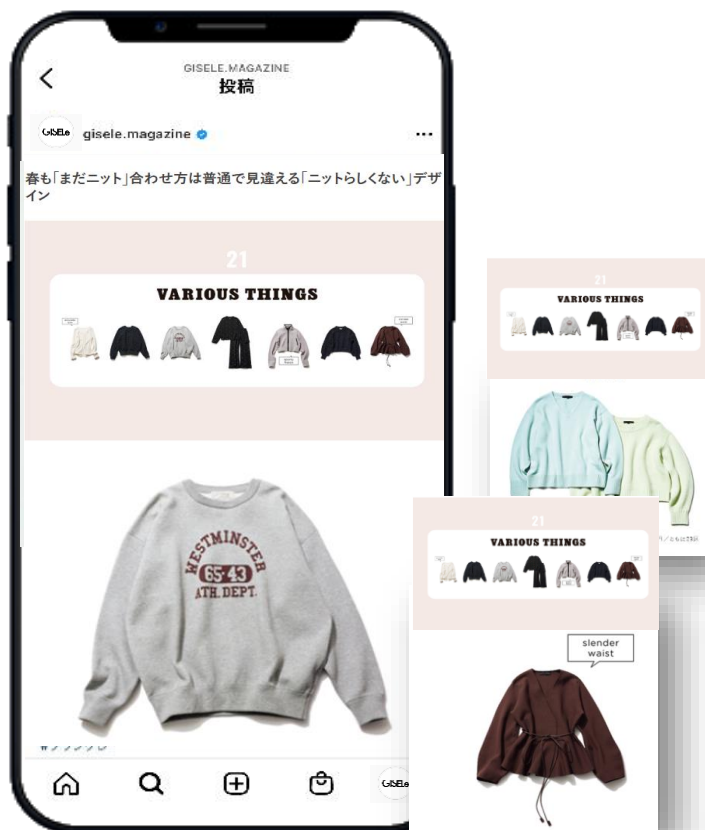 GISELE.MAGAZINE
投稿
GISELe
gisele.magazine
春も「まだニット」合わせ方は普通で見違える「ニットらしくない」デザ
イン
21
VARIOUS THINGS
WESTMINSTER
65-43
ATH. DEPT.
GISELe
21
VARIOUS THINGS
21
VARIOUS THINGS
slender
waist